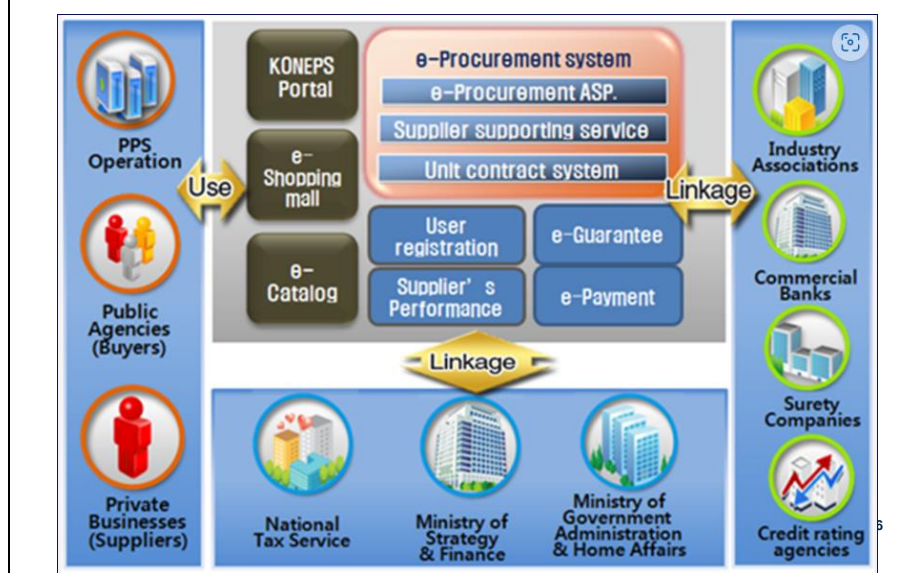 PPS
Operation
Public
Agencies
(Buyers)
Private
Businesses
(Suppliers)
Use
KONEPS
Portal
e-
Shopping
mall
e-
Catalog
e-Procurement system
e-Procurement ASP.
Supplier supporting service
Unit contract system
User
registration
e-Guarantee
Supplier's
Performance
e-Payment
Linkage
Linkage
National
Tax Service
Ministry of
Strategy
& Finance
Ministry of
Government
Administration
& Home Affairs
Industry
Associations
Commercial
Banks
Surety
Companies
Credit rating
agencies
6